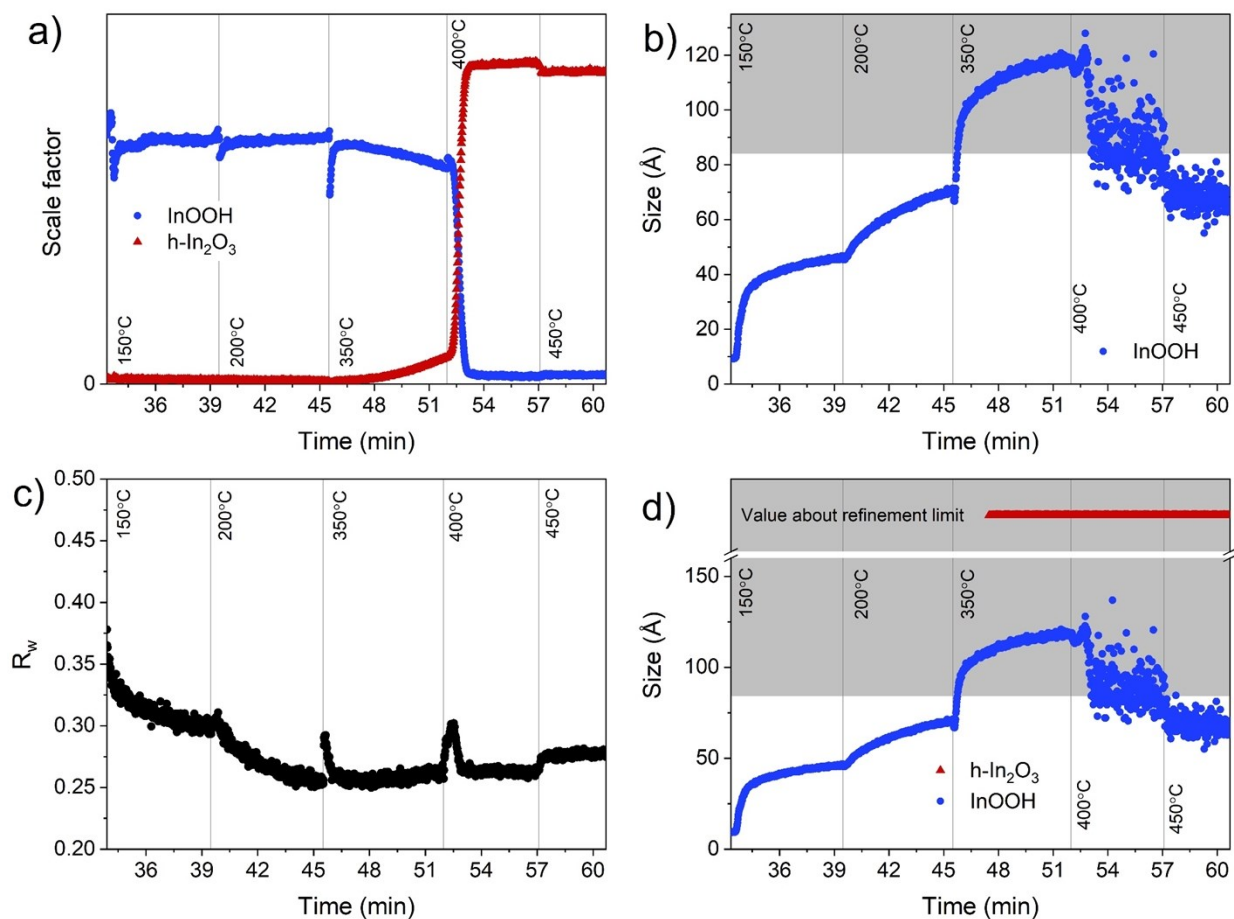 a)
Scale factor
0
InOOH
h-In₂O₃
150°C
200°C
350°C
400°C
450°C
36 39 42 45 48 51 54 57 60
Time (min)
b)
Size (Å)
120
100
80
60
40
20
0
150°C
200°C
350°C
400°C
450°C
InOOH
36 39 42 45 48 51 54 57 60
Time (min)
c)
R_w
0.50
0.45
0.40
0.35
0.30
0.25
0.20
150°C
200°C
350°C
400°C
450°C
36 39 42 45 48 51 54 57 60
Time (min)
d)
Value about refinement limit
Size (Å)
150
100
50
0
150°C
200°C
350°C
400°C
450°C
h-In₂O₃
InOOH
36 39 42 45 48 51 54 57 60
Time (min)